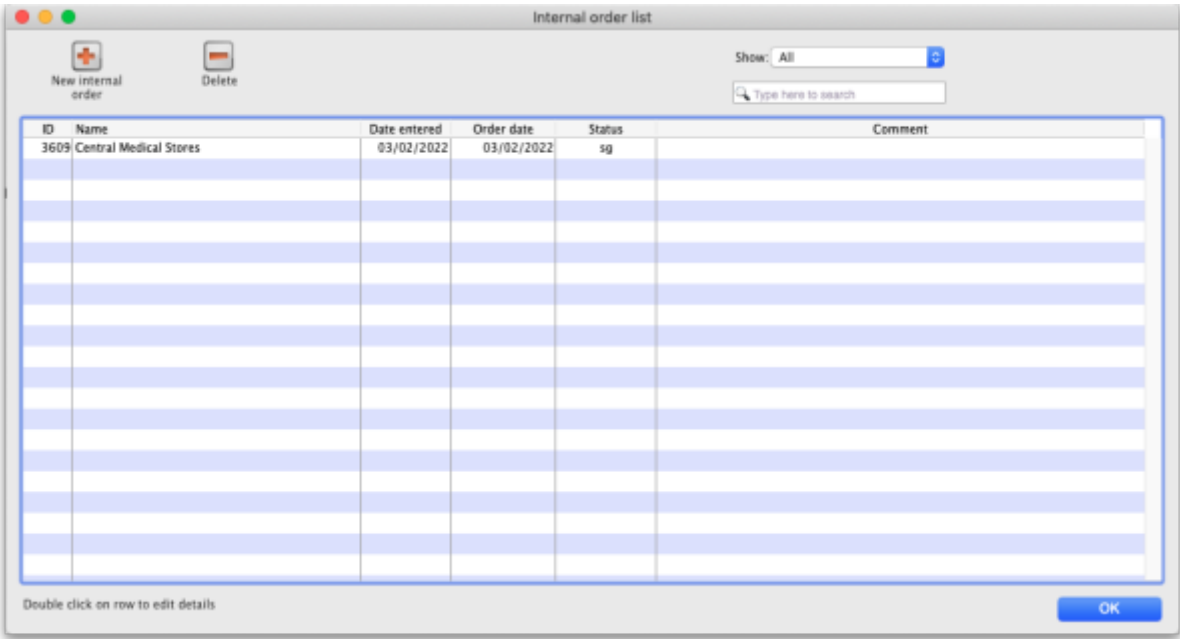 Internal order list
New internal
order
Delete
Show: All
Type here to search
ID Name Date entered Order date Status Comment
3609 Central Medical Stores 03/02/2022 03/02/2022 sg
Double click on row to edit details
OK